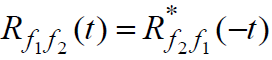 $R_{f_1 f_2}(t) = R^{*}_{f_2 f_1}(-t)$